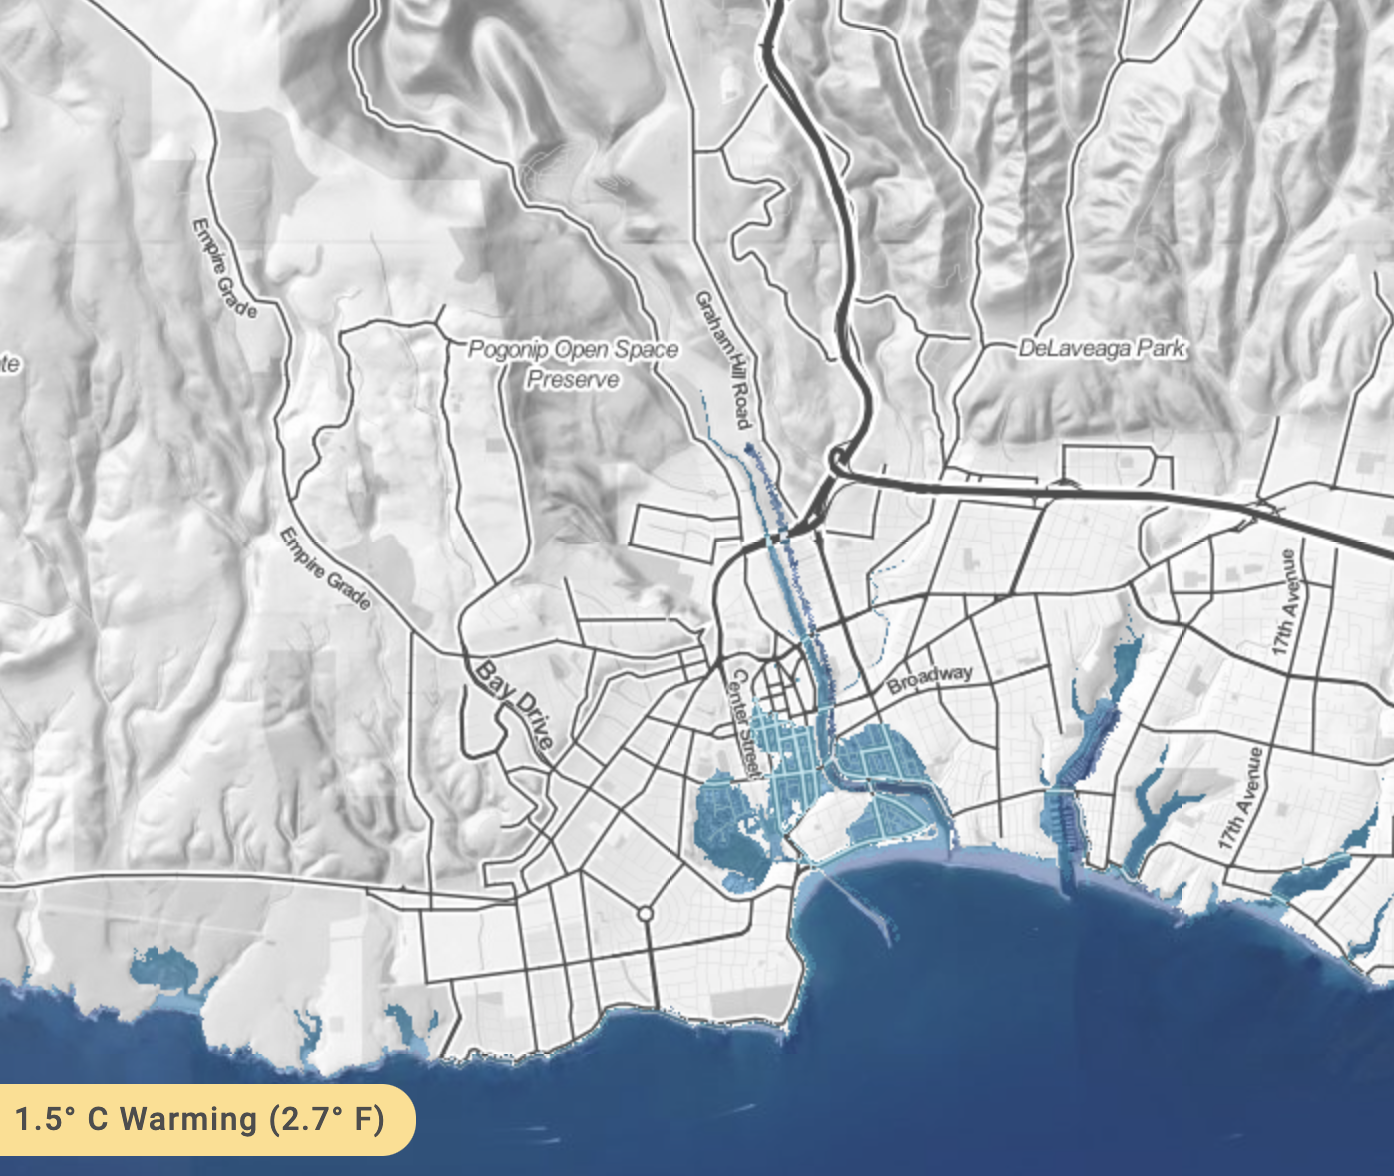 Empire Grade
Graham Hill Road
Pogonip Open Space
Preserve
DeLaveaga Park
te
Empire Grade
17th Avenue
Bay Drive
Center Street
Broadway
17th Avenue
1.5° C Warming (2.7° F)